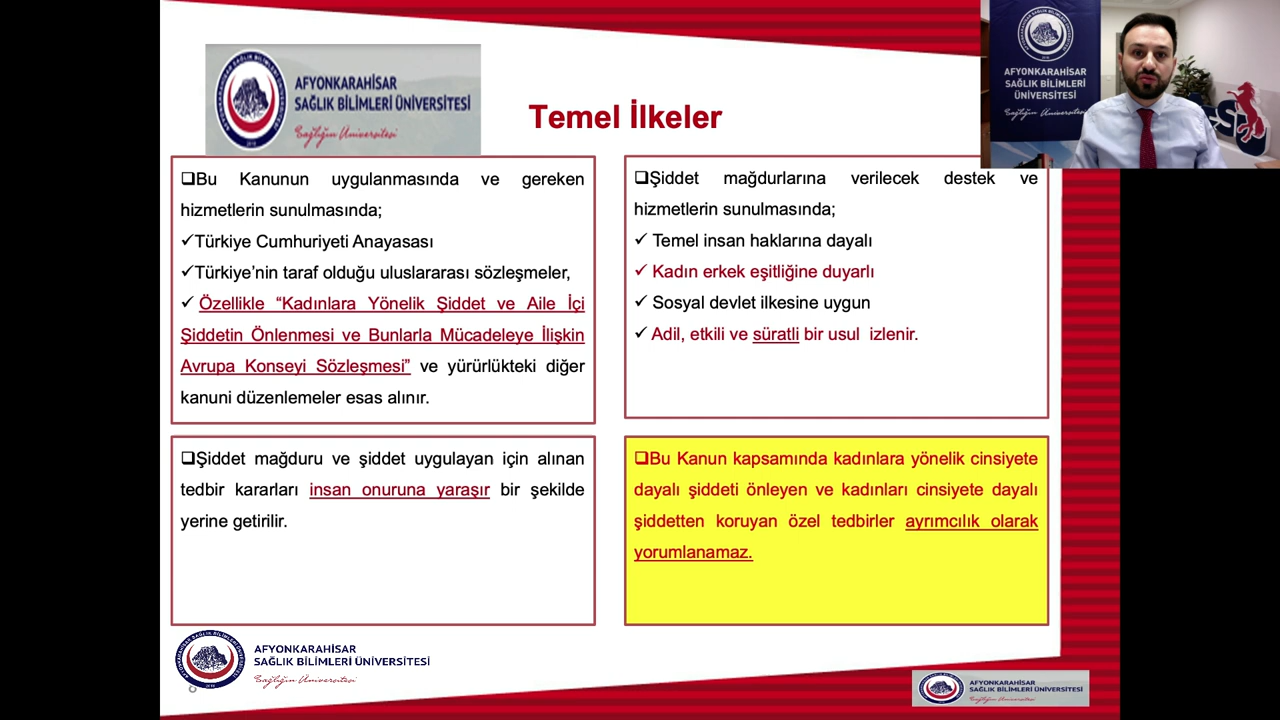 AFYONKARAHİSAR
SAĞLIK BİLİMLERİ ÜNİVERSİTESİ
Sağlığın Üniversitesi
Temel İlkeler
AFYONKARAHİSAR
SAĞLIK BİLİMLERİ
ÜNİVERSİTESİ
Sağlığın Üniversitesi
❑Bu Kanunun uygulanmasında ve gereken
hizmetlerin sunulmasında;
✓Türkiye Cumhuriyeti Anayasası
✓Türkiye’nin taraf olduğu uluslararası sözleşmeler,
✓ Özellikle “Kadınlara Yönelik Şiddet ve Aile İçi
Şiddetin Önlenmesi ve Bunlarla Mücadeleye İlişkin
Avrupa Konseyi Sözleşmesi” ve yürürlükteki diğer
kanuni düzenlemeler esas alınır.
❑Şiddet mağdurlarına verilecek destek ve
hizmetlerin sunulmasında;
✓ Temel insan haklarına dayalı
✓ Kadın erkek eşitliğine duyarlı
✓ Sosyal devlet ilkesine uygun
✓ Adil, etkili ve süratli bir usul izlenir.
❑Şiddet mağduru ve şiddet uygulayan için alınan
tedbir kararları insan onuruna yaraşır bir şekilde
yerine getirilir.
❑Bu Kanun kapsamında kadınlara yönelik cinsiyete
dayalı şiddeti önleyen ve kadınları cinsiyete dayalı
şiddetten koruyan özel tedbirler ayrımcılık olarak
yorumlanamaz.
AFYONKARAHİSAR
SAĞLIK BİLİMLERİ ÜNİVERSİTESİ
Sağlığın Üniversitesi
AFYONKARAHİSAR
SAĞLIK BİLİMLERİ ÜNİVERSİTESİ
Sağlığın Üniversitesi